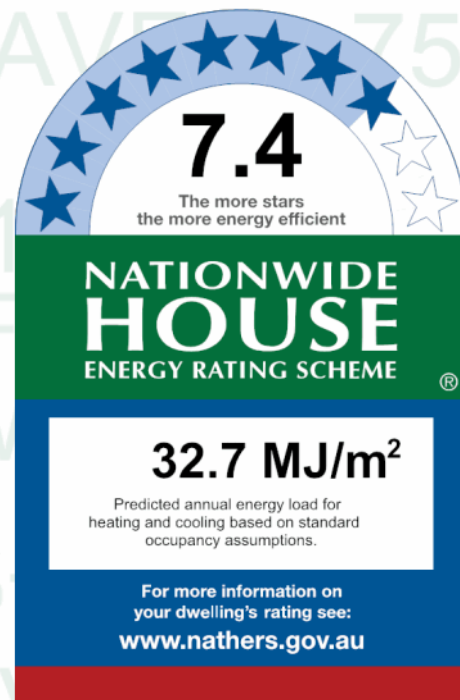 7.4
The more stars
the more energy efficient
NATIONWIDE
HOUSE
ENERGY RATING SCHEME
®
32.7 MJ/m²
Predicted annual energy load for
heating and cooling based on standard
occupancy assumptions.
For more information on
your dwelling's rating see:
www.nathers.gov.au